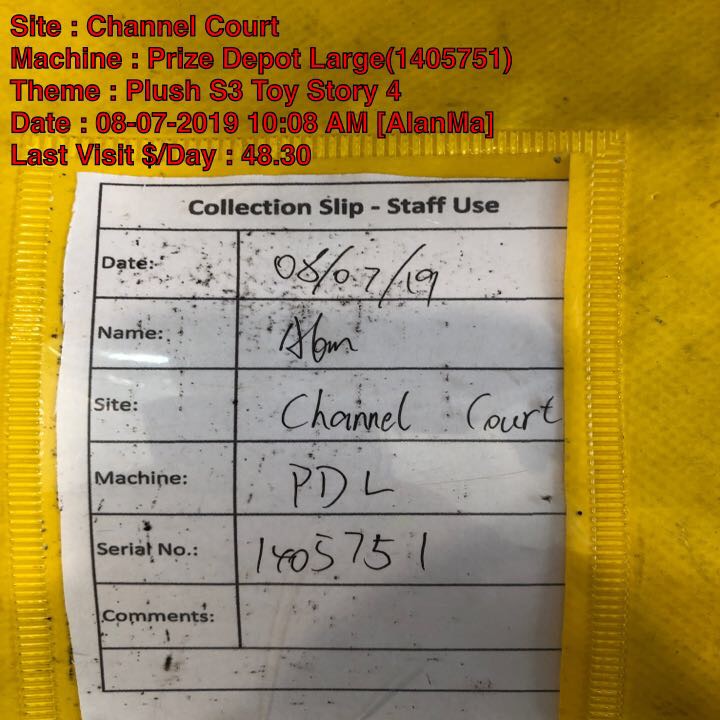 Site : Channel Court
Machine : Prize Depot Large(1405751)
Theme : Plush S3 Toy Story 4
Date : 08-07-2019 10:08 AM [AlanMa]
Last Visit $/Day : 48.30
Collection Slip - Staff Use
Date: 08/07/19
Name: Alan
Site: Channel Court
Machine: PDL
Serial No.: 1405751
Comments: